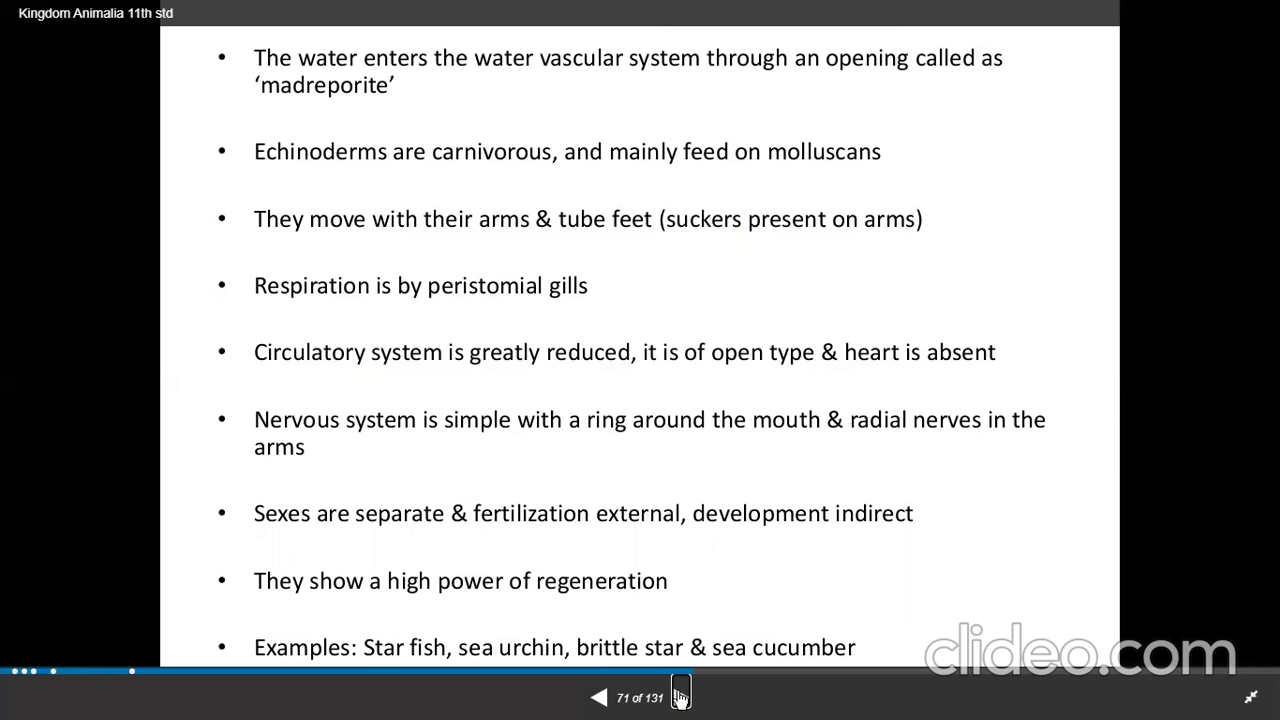 Kingdom Animalia 11th std
• The water enters the water vascular system through an opening called as
‘madreporite’
• Echinoderms are carnivorous, and mainly feed on molluscans
• They move with their arms & tube feet (suckers present on arms)
• Respiration is by peristomial gills
• Circulatory system is greatly reduced, it is of open type & heart is absent
• Nervous system is simple with a ring around the mouth & radial nerves in the
arms
• Sexes are separate & fertilization external, development indirect
• They show a high power of regeneration
• Examples: Star fish, sea urchin, brittle star & sea cucumber
clideo.com
71 of 131